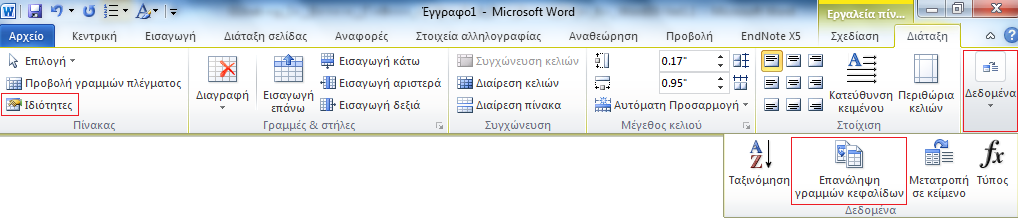 Έγγραφο1 - Microsoft Word
Εργαλεία πίν...
Αρχείο Κεντρική Εισαγωγή Διάταξη σελίδας Αναφορές Στοιχεία αλληλογραφίας Αναθεώρηση Προβολή EndNote X5 Σχεδίαση Διάταξη
Επιλογή
Προβολή γραμμών πλέγματος
Ιδιότητες
Πίνακας
Διαγραφή
Εισαγωγή
επάνω
Εισαγωγή κάτω
Εισαγωγή αριστερά
Εισαγωγή δεξιά
Γραμμές & στήλες
Συγχώνευση κελιών
Διαίρεση κελιών
Διαίρεση πίνακα
Συγχώνευση
0.17"
0.95"
Αυτόματη Προσαρμογή
Μέγεθος κελιού
Κατεύθυνση
κειμένου
Περιθώρια
κελιών
Στοίχιση
Δεδομένα
Ταξινόμηση
Επανάληψη
γραμμών κεφαλίδων
Μετατροπή
σε κείμενο
fx
Τύπος
Δεδομένα